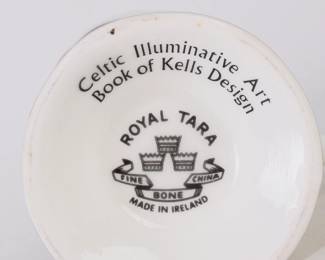 Celtic Illuminative Art
Book of Kells Design
ROYAL TARA
FINE BONE CHINA
MADE IN IRELAND